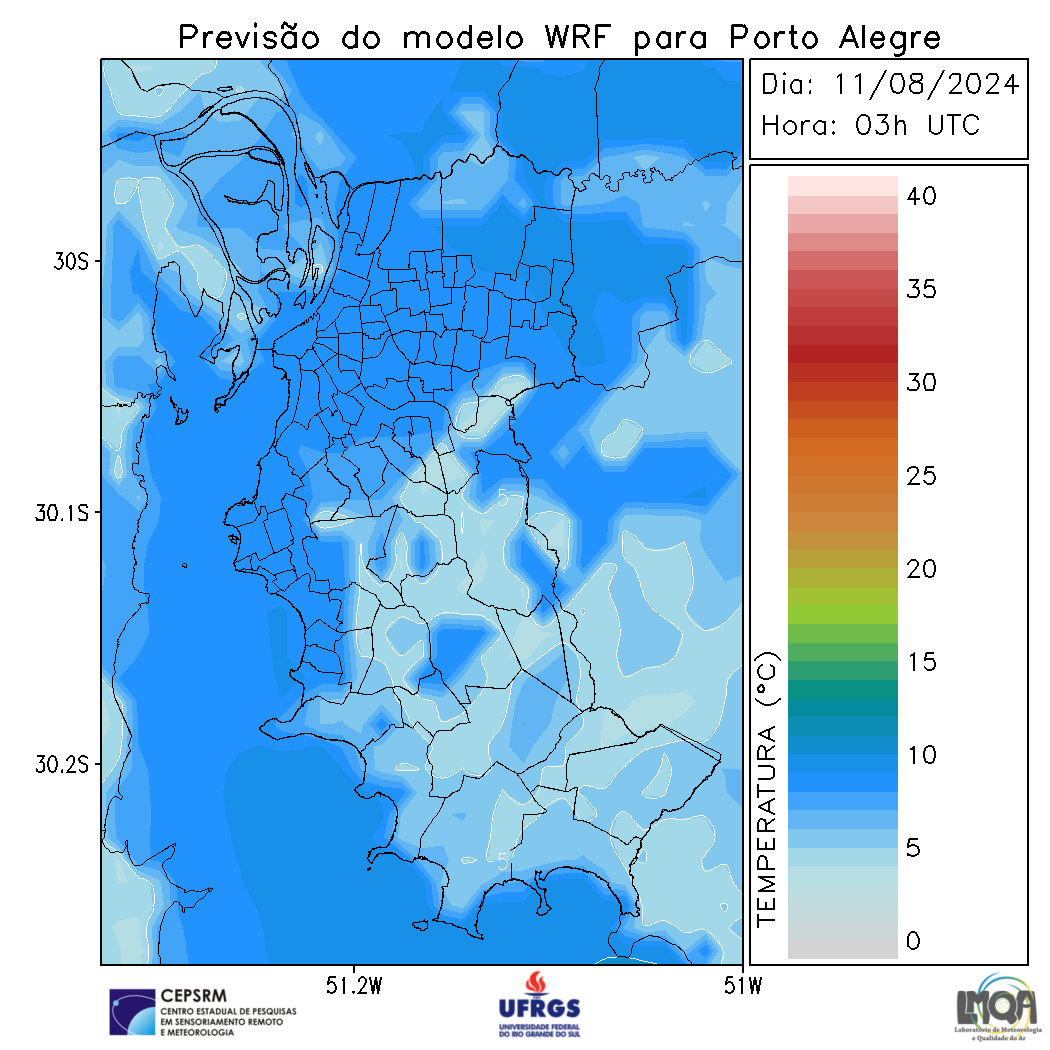 Previsão do modelo WRF para Porto Alegre
Dia: 11/08/2024
Hora: 03h UTC
40
35
30
25
20
15
10
5
0
TEMPERATURA (°C)
30S
30.1S
30.2S
51.2W
51W
5
5
CEPSRM
CENTRO ESTADUAL DE PESQUISAS
EM SENSORIAMENTO REMOTO
E METEOROLOGIA
UFRGS
UNIVERSIDADE FEDERAL
DO RIO GRANDE DO SUL
LMQA
Laboratório de Meteorologia
e Qualidade do Ar